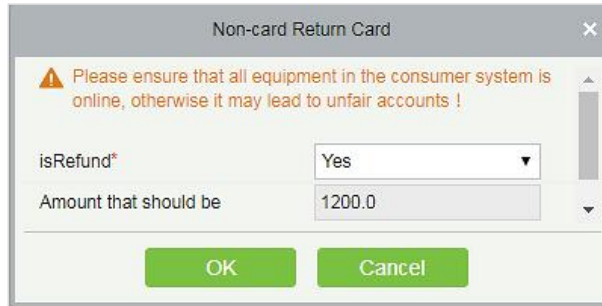 Non-card Return Card
Please ensure that all equipment in the consumer system is
online, otherwise it may lead to unfair accounts !
isRefund* Yes
Amount that should be 1200.0
OK Cancel